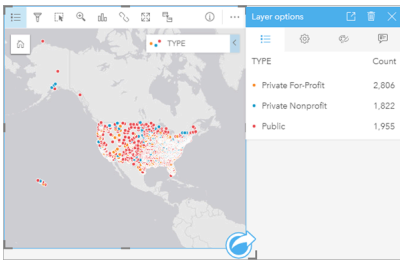 Layer options
TYPE
TYPE Count
Private For-Profit 2,806
Private Nonprofit 1,822
Public 1,955